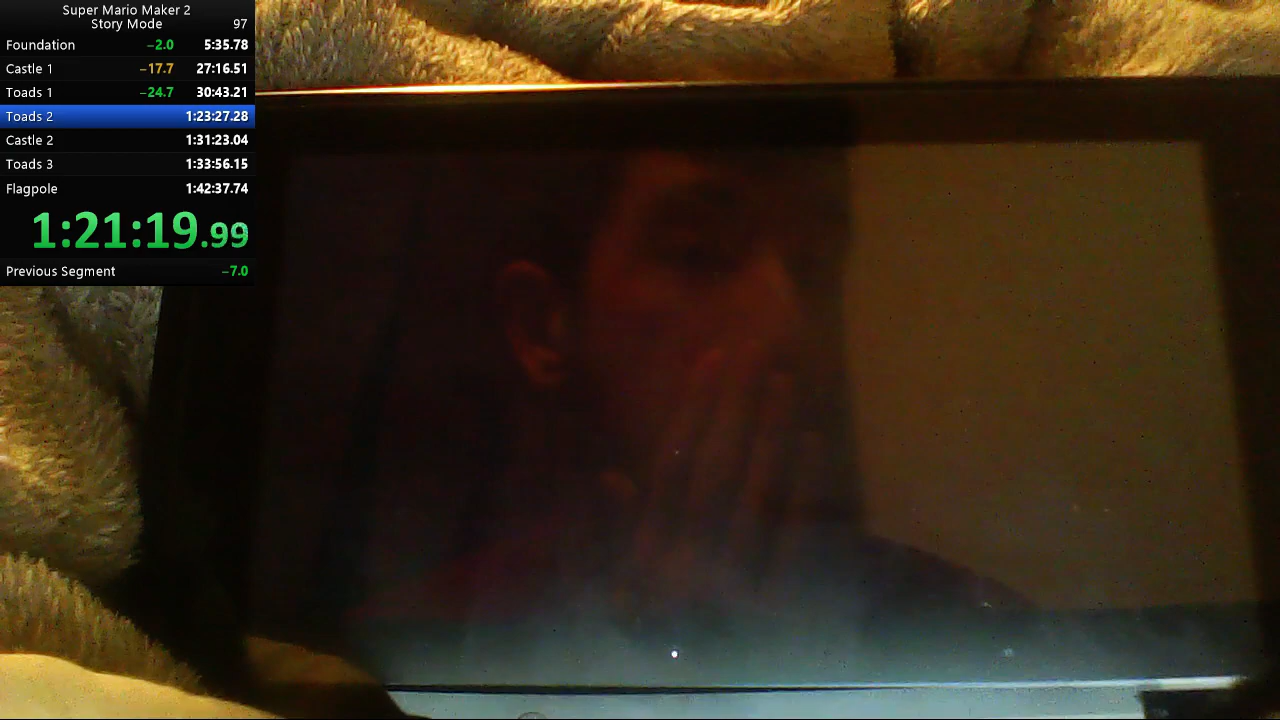 Super Mario Maker 2
Story Mode 97
Foundation −2.0 5:35.78
Castle 1 −17.7 27:16.51
Toads 1 −24.7 30:43.21
Toads 2 1:23:27.28
Castle 2 1:31:23.04
Toads 3 1:33:56.15
Flagpole 1:42:37.74
1:21:19.99
Previous Segment −7.0